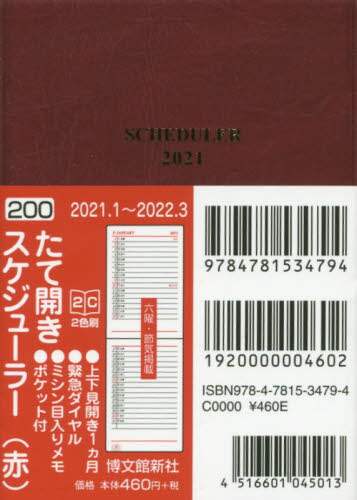 SCHEDULER
2021
200
2021.1～2022.3
たて開き
スケジューラー（赤）
2C
2色刷
●上下見開き1ヵ月
●緊急ダイヤル
●ミシン目入りメモ
●ポケット付
六曜・節気掲載
博文館新社
価格 本体460円+税
9784781534794
1920000004602
ISBN978-4-7815-3479-4
C0000 ¥460E
4516601045013